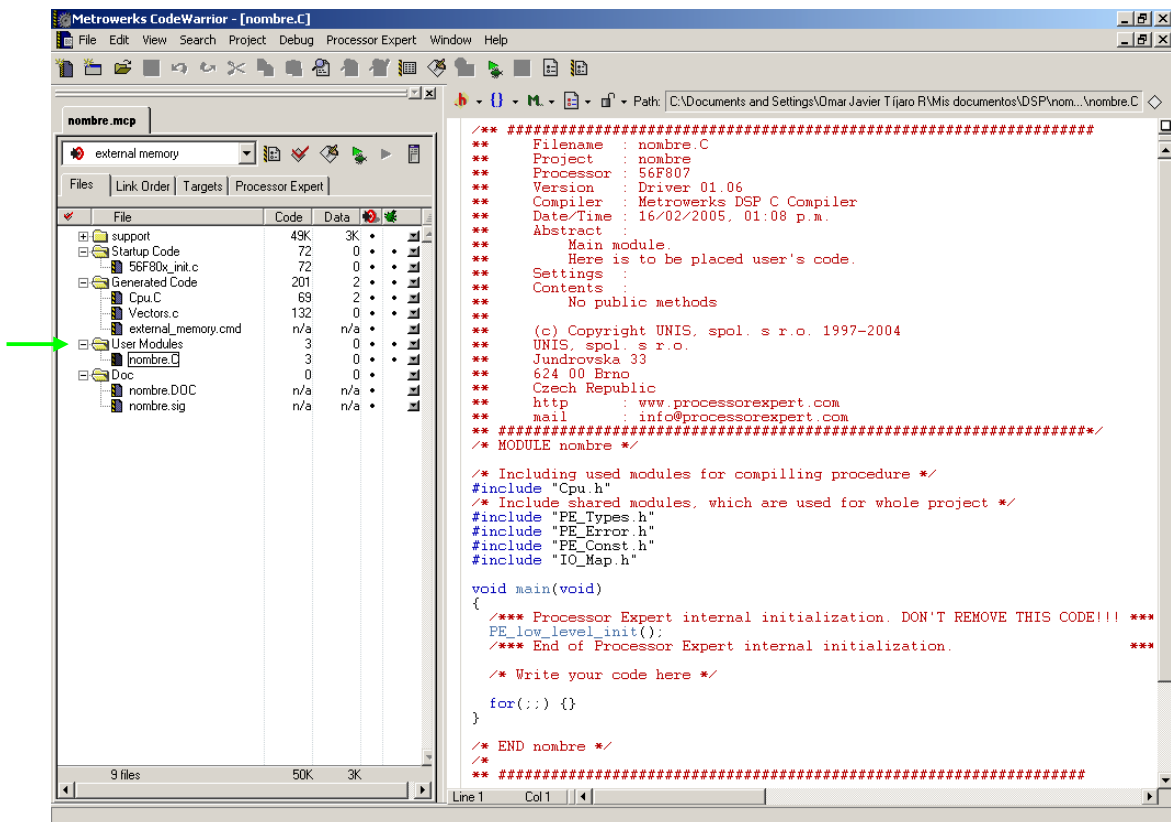 Metrowerks CodeWarrior - [nombre.C]
File Edit View Search Project Debug Processor Expert Window Help
Path: C:\Documents and Settings\Omar Javier Tíjaro R\Mis documentos\DSP\nom...\nombre.C
nombre.mcp
external memory
Files Link Order Targets Processor Expert
File Code Data
support 49K 3K
Startup Code 72 0
56F80x_init.c 72 0
Generated Code 201 2
Cpu.C 69 2
Vectors.c 132 0
external_memory.cmd n/a n/a
User Modules 3 0
nombre.C 3 0
Doc 0 0
nombre.DOC n/a n/a
nombre.sig n/a n/a
9 files 50K 3K
/** ###################################################################
** Filename : nombre.C
** Project : nombre
** Processor : 56F807
** Version : Driver 01.06
** Compiler : Metrowerks DSP C Compiler
** Date/Time : 16/02/2005, 01:08 p.m.
** Abstract :
** Main module.
** Here is to be placed user's code.
** Settings :
** Contents :
** No public methods
**
** (c) Copyright UNIS, spol. s r.o. 1997-2004
** UNIS, spol. s r.o.
** Jundrovska 33
** 624 00 Brno
** Czech Republic
** http : www.processorexpert.com
** mail : info@processorexpert.com
** ###################################################################*/
/* MODULE nombre */
/* Including used modules for compilling procedure */
#include "Cpu.h"
/* Include shared modules, which are used for whole project */
#include "PE_Types.h"
#include "PE_Error.h"
#include "PE_Const.h"
#include "IO_Map.h"
void main(void)
{
/*** Processor Expert internal initialization. DON'T REMOVE THIS CODE!!! ***
PE_low_level_init();
/*** End of Processor Expert internal initialization. ***
/* Write your code here */
for(;;) {}
}
/* END nombre */
/*
** ###################################################################
Line 1 Col 1